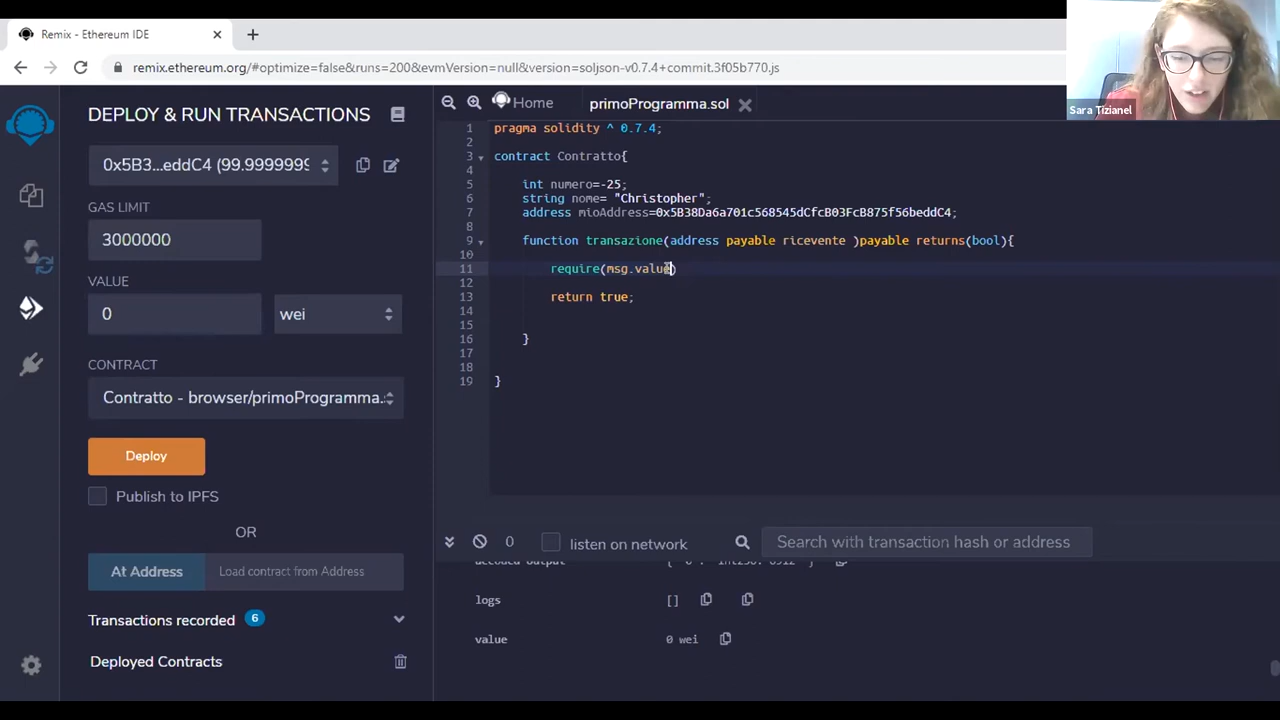 Remix - Ethereum IDE
remix.ethereum.org/#optimize=false&runs=200&evmVersion=null&version=soljson-v0.7.4+commit.3f05b770.js
Sara Tizianel
DEPLOY & RUN TRANSACTIONS
0x5B3...eddC4 (99.9999999
GAS LIMIT
3000000
VALUE
0
wei
CONTRACT
Contratto - browser/primoPrograma.
Deploy
Publish to IPFS
OR
At Address
Load contract from Address
Transactions recorded 6
Deployed Contracts
Home
primoProgramma.sol
1 pragma solidity ^ 0.7.4;
2
3 contract Contratto{
4
5 int numero=-25;
6 string nome= "Christopher";
7 address mioAddress=0x5B38Da6a701c568545dCfcB03FcB875f56beddC4;
8
9 function transazione(address payable ricevente )payable returns(bool){
10
11 require(msg.value)
12
13 return true;
14
15
16 }
17
18
19 }
0
listen on network
Search with transaction hash or address
logs
[]
value
0 wei